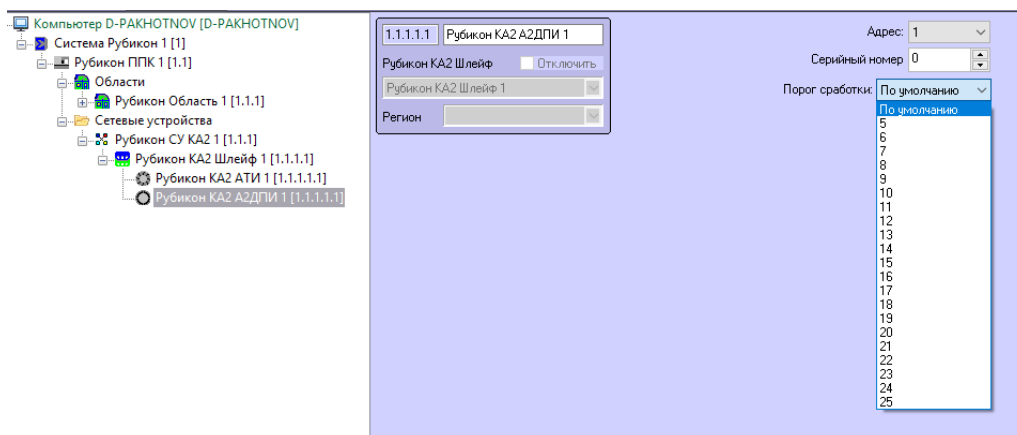 Компьютер D-PAKHOTNOV [D-PAKHOTNOV]
Система Рубикон 1 [1]
Рубикон ППК 1 [1.1]
Области
Рубикон Область 1 [1.1.1]
Сетевые устройства
Рубикон СУ КА2 1 [1.1.1]
Рубикон КА2 Шлейф 1 [1.1.1.1]
Рубикон КА2 АТИ 1 [1.1.1.1.1]
Рубикон КА2 А2ДПИ 1 [1.1.1.1.1]
1.1.1.1.1 Рубикон КА2 А2ДПИ 1
Рубикон КА2 Шлейф Отключить
Рубикон КА2 Шлейф 1
Регион
Адрес: 1
Серийный номер 0
Порог сработки: По умолчанию
По умолчанию
5
6
7
8
9
10
11
12
13
14
15
16
17
18
19
20
21
22
23
24
25